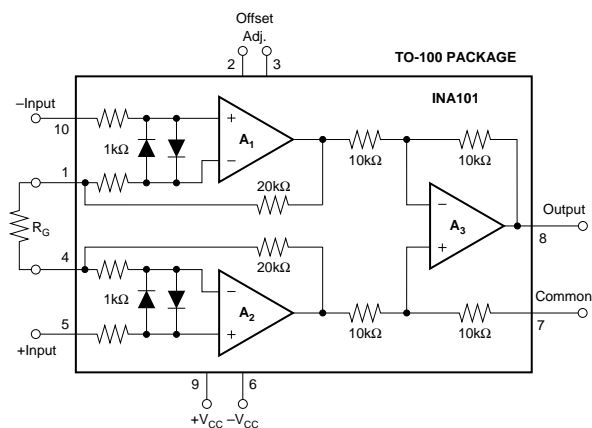 Offset
Adj.
2 3
TO-100 PACKAGE
INA101
–Input
10
1kΩ
+
–
A1
10kΩ
10kΩ
1
20kΩ
RG
–
+
A3
Output
8
4
20kΩ
1kΩ
–
+
A2
10kΩ
10kΩ
Common
7
5
+Input
9 6
+VCC –VCC